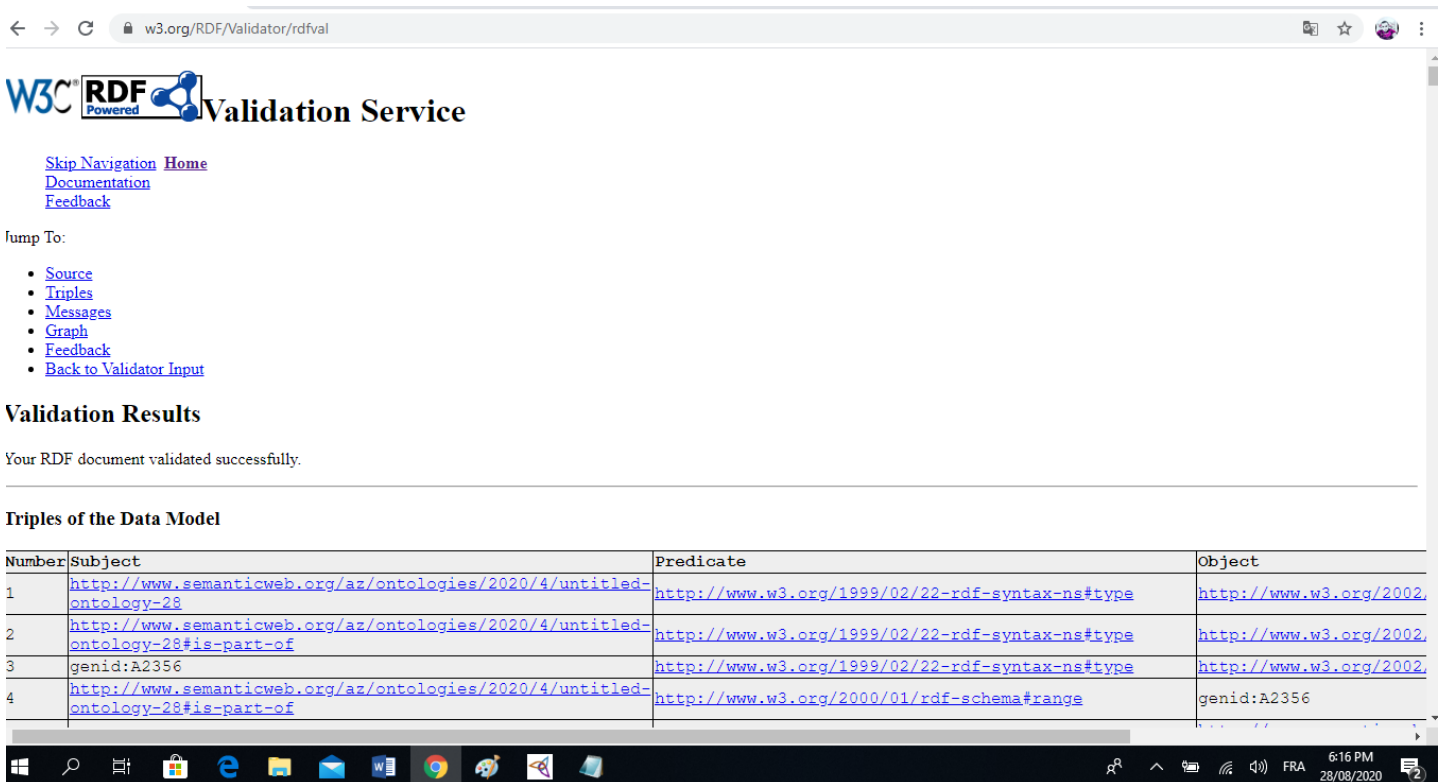 w3.org/RDF/Validator/rdfval
W3C® RDF Powered Validation Service
Skip Navigation Home
Documentation
Feedback
Jump To:
Source
Triples
Messages
Graph
Feedback
Back to Validator Input
Validation Results
Your RDF document validated successfully.
Triples of the Data Model
Number Subject Predicate Object
1 http://www.semanticweb.org/az/ontologies/2020/4/untitled-ontology-28 http://www.w3.org/1999/02/22-rdf-syntax-ns#type http://www.w3.org/2002/
2 http://www.semanticweb.org/az/ontologies/2020/4/untitled-ontology-28#is-part-of http://www.w3.org/1999/02/22-rdf-syntax-ns#type http://www.w3.org/2002/
3 genid:A2356 http://www.w3.org/1999/02/22-rdf-syntax-ns#type http://www.w3.org/2002/
4 http://www.semanticweb.org/az/ontologies/2020/4/untitled-ontology-28#is-part-of http://www.w3.org/2000/01/rdf-schema#range genid:A2356
FRA
6:16 PM
28/08/2020
2